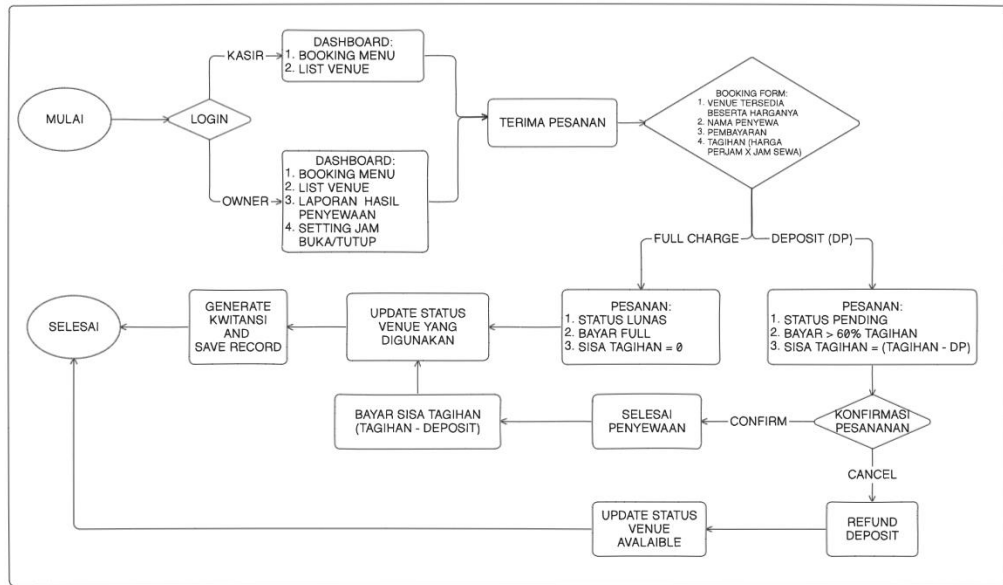 MULAI
LOGIN
KASIR
DASHBOARD:
1. BOOKING MENU
2. LIST VENUE
OWNER
DASHBOARD:
1. BOOKING MENU
2. LIST VENUE
3. LAPORAN HASIL
PENYEWAAN
4. SETTING JAM
BUKA/TUTUP
TERIMA PESANAN
BOOKING FORM:
1. VENUE TERSEDIA
BESERTA HARGANYA
2. NAMA PENYEWA
3. PEMBAYARAN
4. TAGIHAN (HARGA
PERJAM X JAM SEWA)
FULL CHARGE
DEPOSIT (DP)
PESANAN:
1. STATUS LUNAS
2. BAYAR FULL
3. SISA TAGIHAN = 0
PESANAN:
1. STATUS PENDING
2. BAYAR > 60% TAGIHAN
3. SISA TAGIHAN = (TAGIHAN - DP)
UPDATE STATUS
VENUE YANG
DIGUNAKAN
GENERATE
KWITANSI
AND
SAVE RECORD
SELESAI
KONFIRMASI
PESANANAN
CONFIRM
SELESAI
PENYEWAAN
BAYAR SISA TAGIHAN
(TAGIHAN - DEPOSIT)
CANCEL
REFUND
DEPOSIT
UPDATE STATUS
VENUE
AVALAIBLE